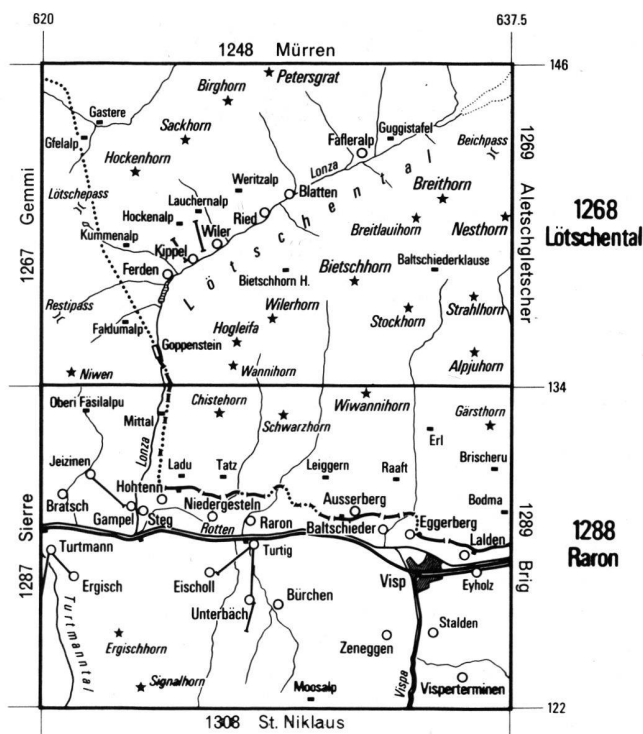 620
637.5
1248 Mürren
146
Petersgrat
Birghorn
Gastere
Guggistafel
Sackhorn
Fafleralp
Gfelalp
Beichpass
Lonza
Hockenhorn
Weritzalp
Breithorn
Lötschepass
Lauchernalp
Blatten
1269 Aletschgletscher
1267 Gemmi
Hockenalp
Ried
Breitlauihorn
Nesthorn
1268
Lötschental
Kummenalp
Wiler
Kippel
Lötschental
Baltschiederklause
Ferden
Bietschhorn H.
Bietschhorn
Restipass
Wilerhorn
Strahlhorn
Faldumalp
Hogleifa
Stockhorn
Goppenstein
Alpjuhorn
Niwen
Wannihorn
134
Oberi Fäsilalpu
Chistehorn
Wiwannihorn
Gärsthorn
Mittal
Schwarzhorn
Erl
Lonza
Jeizinen
Ladu
Tatz
Leiggern
Raaft
Brischeru
Hohtenn
Bratsch
Niedergesteln
Ausserberg
Bodma
Gampel
Steg
Rotten
Raron
Baltschieder
Eggerberg
1288
Raron
1287 Sierre
1289 Brig
Turtmann
Turtig
Lalden
Ergisch
Eischoll
Visp
Eyholz
Unterbäch
Bürchen
Turtmanntal
Stalden
Ergischhorn
Zeneggen
Signalhorn
Moosalp
Vispa
Visperterminen
122
1308 St. Niklaus